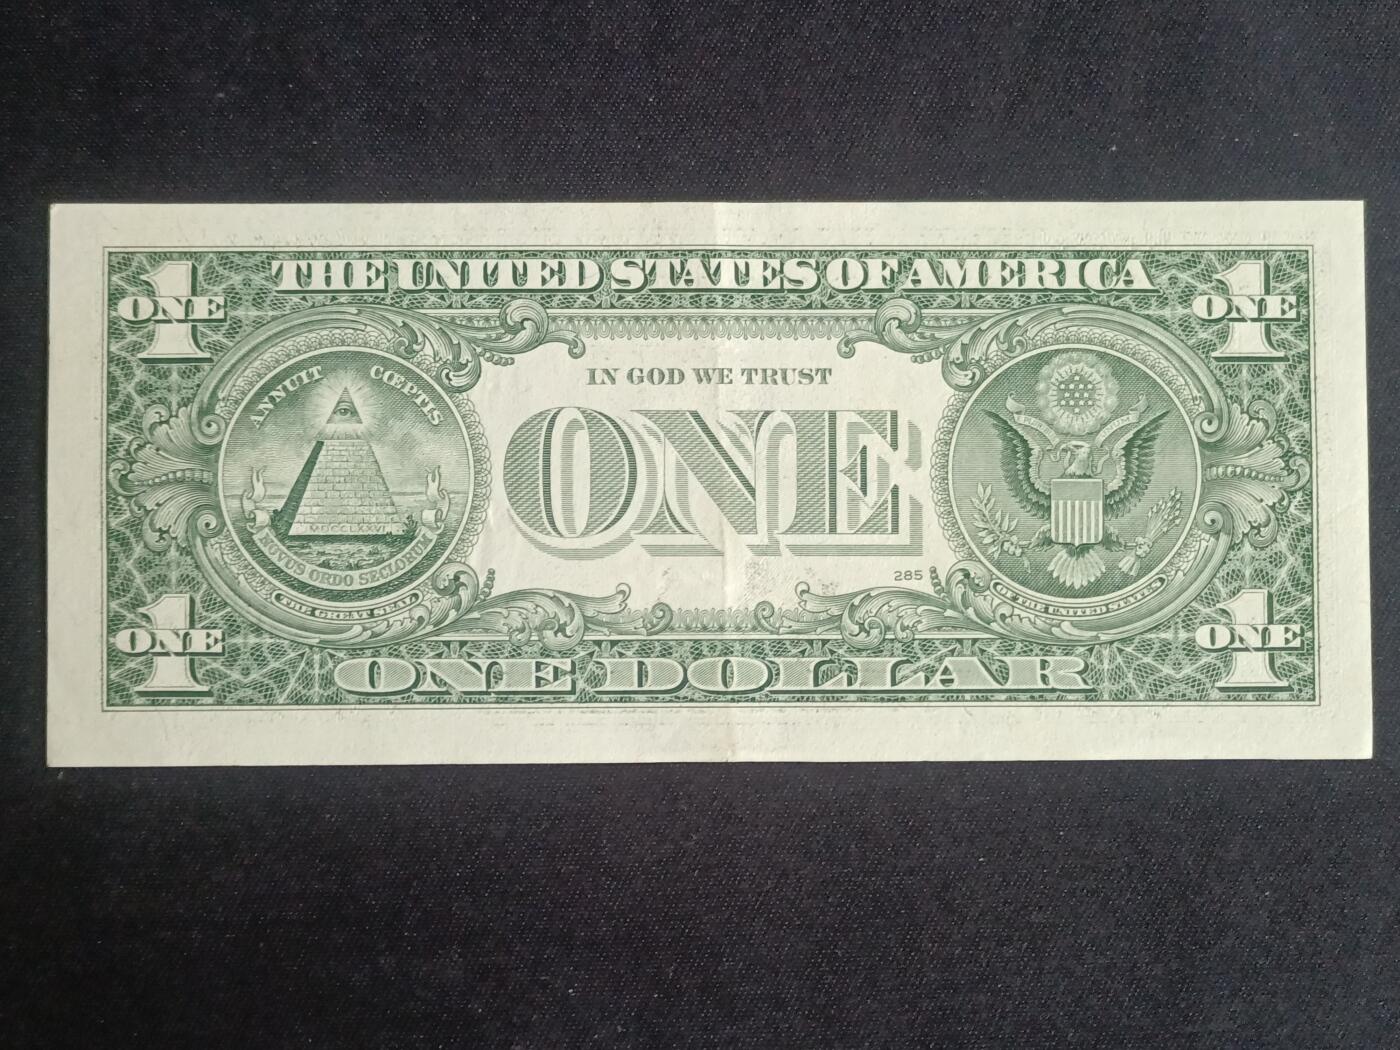 1
ONE
THE UNITED STATES OF AMERICA
1
ONE
ANNUIT CŒPTIS
MDCCLXXVI
NOVUS ORDO SECLORUM
THE GREAT SEAL
IN GOD WE TRUST
ONE
285
OF THE UNITED STATES
1
ONE
ONE DOLLAR
1
ONE